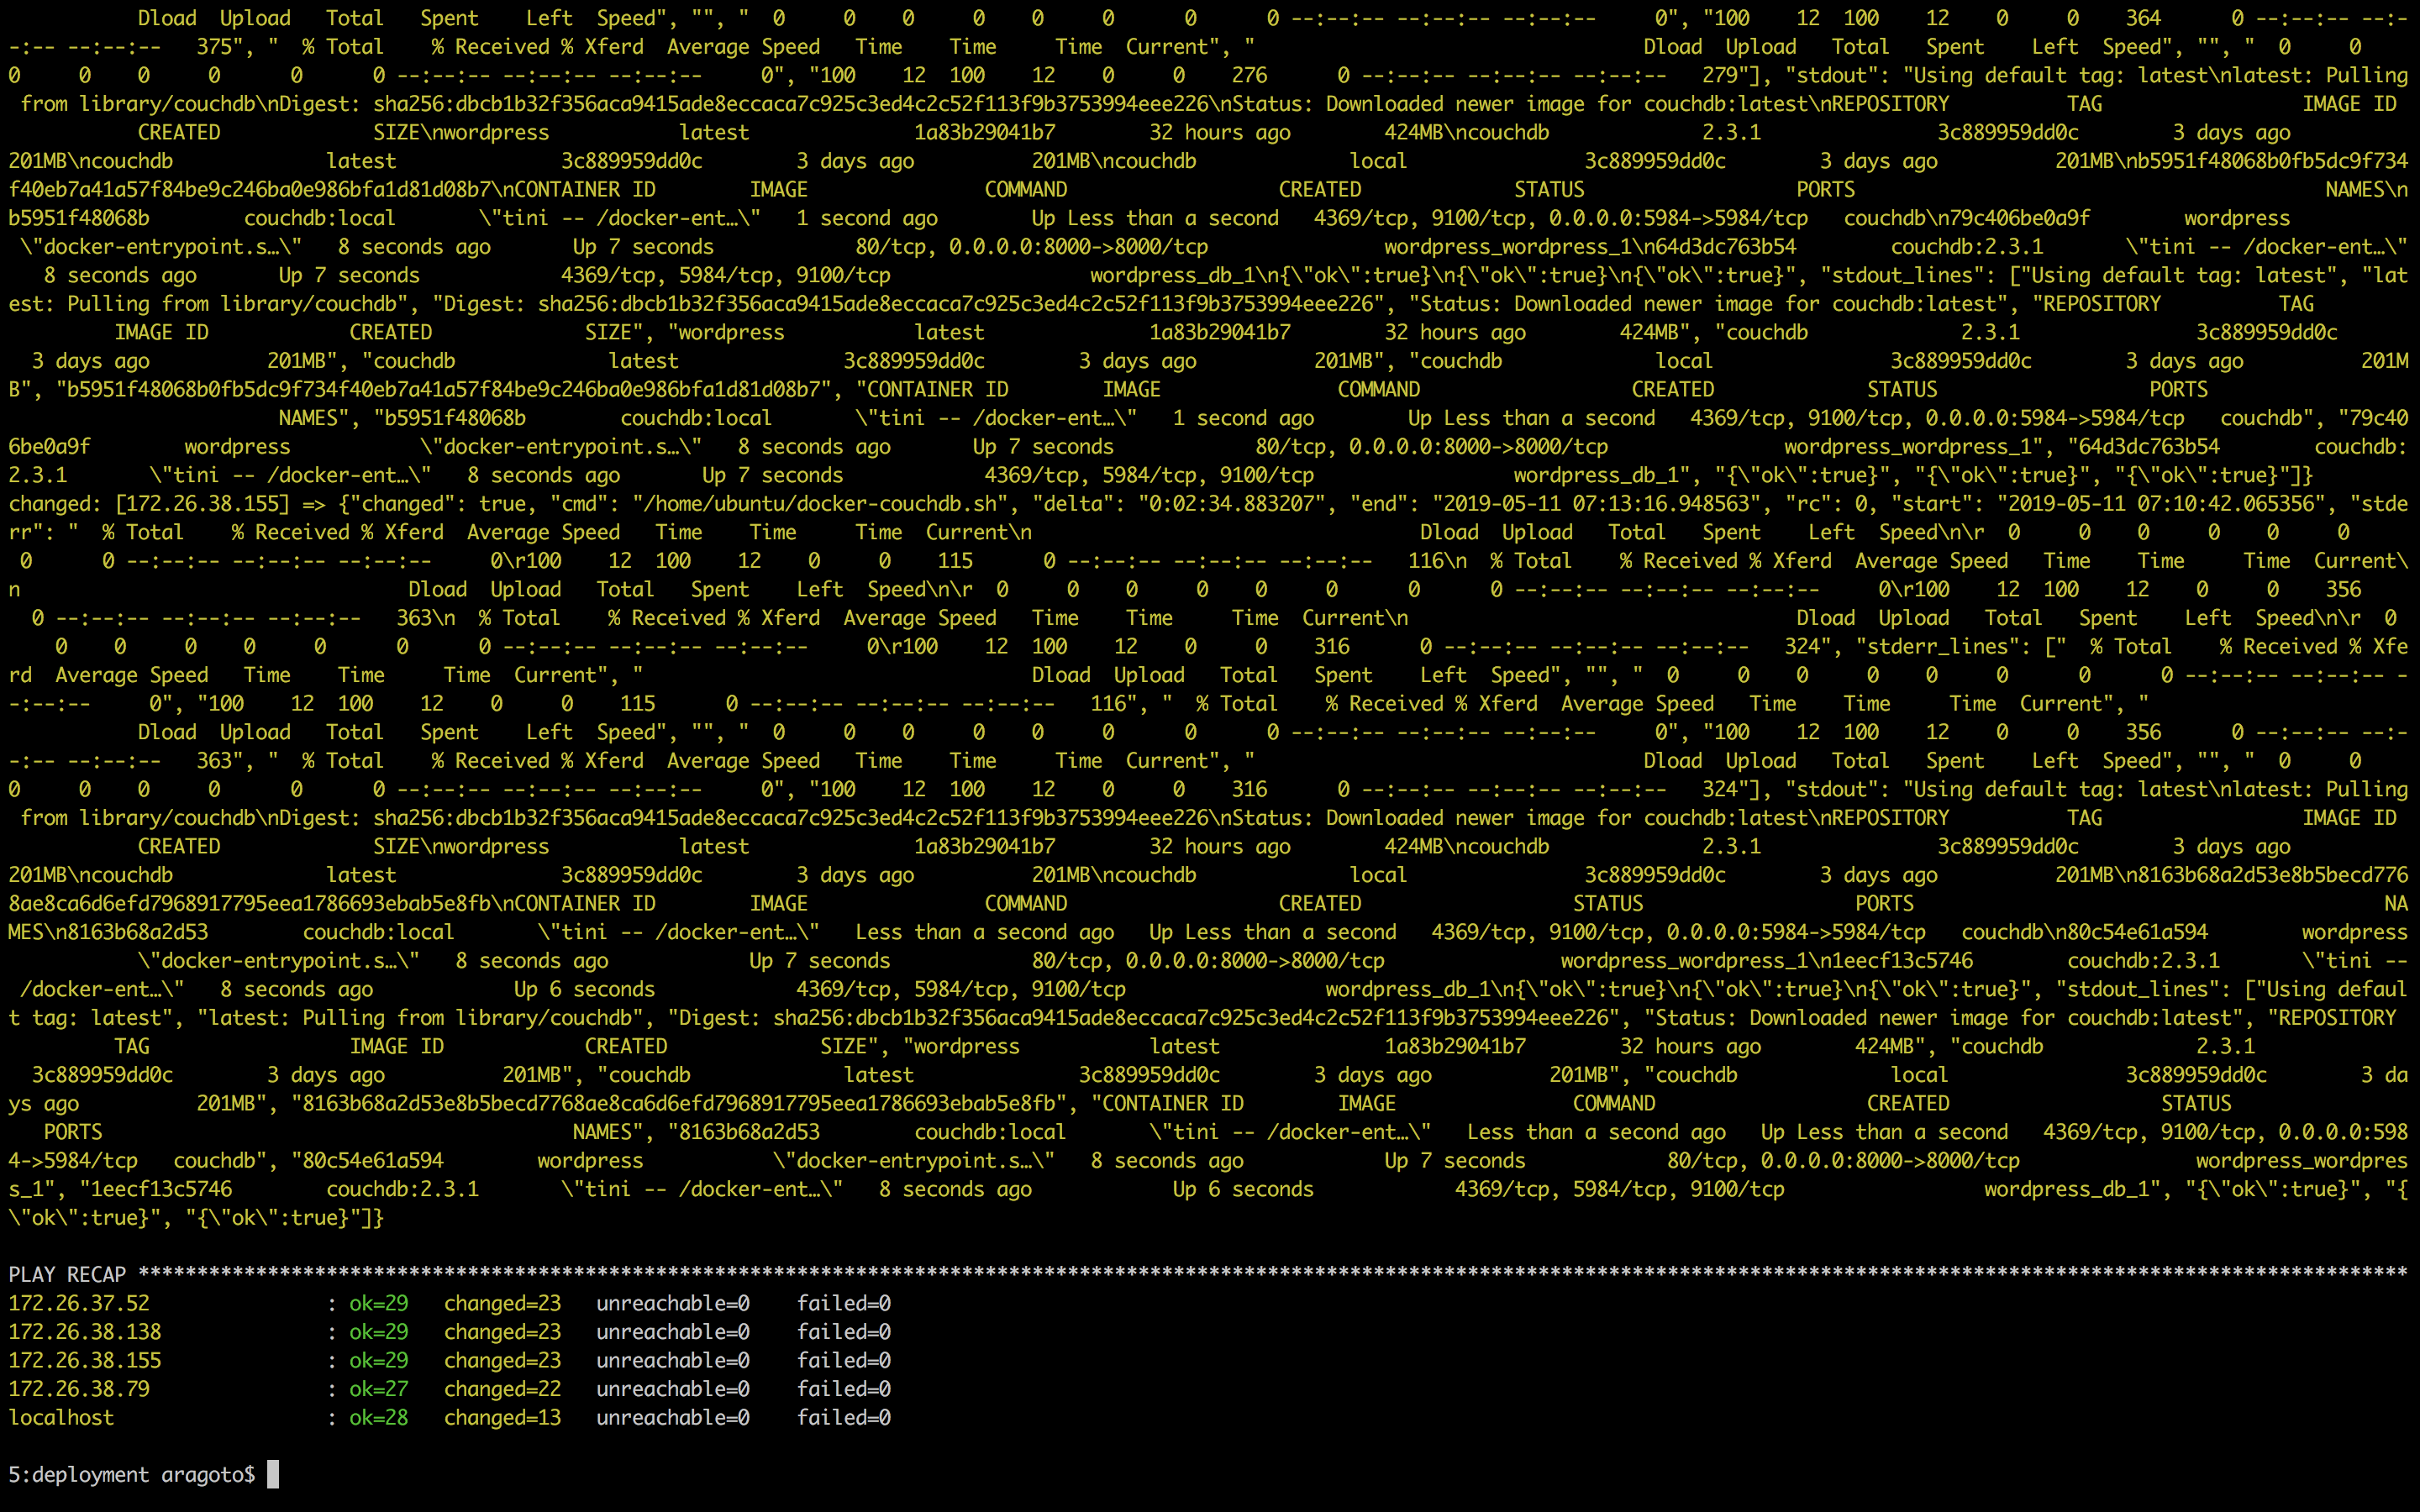 Dload  Upload   Total   Spent    Left  Speed", "", "  0     0    0     0    0     0      0      0 --:--:-- --:--:-- --:--:--     0", "100    12  100    12    0     0    364      0 --:--:-- --:-
-:-- --:--:--   375", "  % Total    % Received % Xferd  Average Speed   Time    Time     Time  Current", "                                 Dload  Upload   Total   Spent    Left  Speed", "", "  0     0
0     0    0     0      0      0 --:--:-- --:--:-- --:--:--     0", "100    12  100    12    0     0    276      0 --:--:-- --:--:-- --:--:--   279"], "stdout": "Using default tag: latest\nlatest: Pulling
from library/couchdb\nDigest: sha256:dbcb1b32f356aca9415ade8eccaca7c925c3ed4c2c52f113f9b3753994eee226\nStatus: Downloaded newer image for couchdb:latest\nREPOSITORY          TAG                 IMAGE ID
CREATED             SIZE\nwordpress           latest              1a83b29041b7        32 hours ago        424MB\ncouchdb             2.3.1               3c889959dd0c        3 days ago
201MB\ncouchdb             latest              3c889959dd0c        3 days ago          201MB\ncouchdb             local               3c889959dd0c        3 days ago          201MB\nb5951f48068b0fb5dc9f734
f40eb7a41a57f84be9c246ba0e986bfa1d81d08b7\nCONTAINER ID        IMAGE               COMMAND                  CREATED             STATUS                  PORTS                                        NAMES\n
b5951f48068b        couchdb:local      \"tini -- /docker-ent…\"   1 second ago        Up Less than a second   4369/tcp, 9100/tcp, 0.0.0.0:5984->5984/tcp   couchdb\n79c406be0a9f        wordpress
\"docker-entrypoint.s…\"   8 seconds ago       Up 7 seconds            80/tcp, 0.0.0.0:8000->8000/tcp               wordpress_wordpress_1\n64d3dc763b54        couchdb:2.3.1       \"tini -- /docker-ent…\"
8 seconds ago       Up 7 seconds            4369/tcp, 5984/tcp, 9100/tcp                 wordpress_db_1\n{\"ok\":true}\n{\"ok\":true}\n{\"ok\":true}", "stdout_lines": ["Using default tag: latest", "lat
est: Pulling from library/couchdb", "Digest: sha256:dbcb1b32f356aca9415ade8eccaca7c925c3ed4c2c52f113f9b3753994eee226", "Status: Downloaded newer image for couchdb:latest", "REPOSITORY          TAG
IMAGE ID            CREATED             SIZE", "wordpress           latest              1a83b29041b7        32 hours ago        424MB", "couchdb             2.3.1               3c889959dd0c
3 days ago          201MB", "couchdb             latest              3c889959dd0c        3 days ago          201MB", "couchdb             local               3c889959dd0c        3 days ago          201M
B", "b5951f48068b0fb5dc9f734f40eb7a41a57f84be9c246ba0e986bfa1d81d08b7", "CONTAINER ID        IMAGE               COMMAND                  CREATED             STATUS                  PORTS
NAMES", "b5951f48068b        couchdb:local       \"tini -- /docker-ent…\"   1 second ago        Up Less than a second   4369/tcp, 9100/tcp, 0.0.0.0:5984->5984/tcp   couchdb", "79c40
6be0a9f        wordpress           \"docker-entrypoint.s…\"   8 seconds ago       Up 7 seconds            80/tcp, 0.0.0.0:8000->8000/tcp               wordpress_wordpress_1", "64d3dc763b54        couchdb:
2.3.1       \"tini -- /docker-ent…\"   8 seconds ago       Up 7 seconds            4369/tcp, 5984/tcp, 9100/tcp                 wordpress_db_1", "{\"ok\":true}", "{\"ok\":true}", "{\"ok\":true}"]}
changed: [172.26.38.155] => {"changed": true, "cmd": "/home/ubuntu/docker-couchdb.sh", "delta": "0:02:34.883207", "end": "2019-05-11 07:13:16.948563", "rc": 0, "start": "2019-05-11 07:10:42.065356", "stde
rr": "  % Total    % Received % Xferd  Average Speed   Time    Time     Time  Current\n                                 Dload  Upload   Total   Spent    Left  Speed\n\r  0     0    0     0    0     0
0      0 --:--:-- --:--:-- --:--:--     0\r100    12  100    12    0     0    115      0 --:--:-- --:--:-- --:--:--   116\n  % Total    % Received % Xferd  Average Speed   Time    Time     Time  Current\
n                                 Dload  Upload   Total   Spent    Left  Speed\n\r  0     0    0     0    0     0      0      0 --:--:-- --:--:-- --:--:--     0\r100    12  100    12    0     0    356
0 --:--:-- --:--:-- --:--:--   363\n  % Total    % Received % Xferd  Average Speed   Time    Time     Time  Current\n                                 Dload  Upload   Total   Spent    Left  Speed\n\r  0
0    0     0    0     0      0      0 --:--:-- --:--:-- --:--:--     0\r100    12  100    12    0     0    316      0 --:--:-- --:--:-- --:--:--   324", "stderr_lines": ["  % Total    % Received % Xfe
rd  Average Speed   Time    Time     Time  Current", "                                 Dload  Upload   Total   Spent    Left  Speed", "", "  0     0    0     0    0     0      0      0 --:--:-- --:--:-- -
-:--:--     0", "100    12  100    12    0     0    115      0 --:--:-- --:--:-- --:--:--   116", "  % Total    % Received % Xferd  Average Speed   Time    Time     Time  Current", "
Dload  Upload   Total   Spent    Left  Speed", "", "  0     0    0     0    0     0      0      0 --:--:-- --:--:-- --:--:--     0", "100    12  100    12    0     0    356      0 --:--:-- --:-
-:-- --:--:--   363", "  % Total    % Received % Xferd  Average Speed   Time    Time     Time  Current", "                                 Dload  Upload   Total   Spent    Left  Speed", "", "  0     0
0     0    0     0      0      0 --:--:-- --:--:-- --:--:--     0", "100    12  100    12    0     0    316      0 --:--:-- --:--:-- --:--:--   324"], "stdout": "Using default tag: latest\nlatest: Pulling
from library/couchdb\nDigest: sha256:dbcb1b32f356aca9415ade8eccaca7c925c3ed4c2c52f113f9b3753994eee226\nStatus: Downloaded newer image for couchdb:latest\nREPOSITORY          TAG                 IMAGE ID
CREATED             SIZE\nwordpress           latest              1a83b29041b7        32 hours ago        424MB\ncouchdb             2.3.1               3c889959dd0c        3 days ago
201MB\ncouchdb             latest              3c889959dd0c        3 days ago          201MB\ncouchdb             local               3c889959dd0c        3 days ago          201MB\n8163b68a2d53e8b5becd776
8ae8ca6d6efd7968917795eea1786693ebab5e8fb\nCONTAINER ID        IMAGE               COMMAND                  CREATED                  STATUS                  PORTS                                        NA
MES\n8163b68a2d53        couchdb:local       \"tini -- /docker-ent…\"   Less than a second ago   Up Less than a second   4369/tcp, 9100/tcp, 0.0.0.0:5984->5984/tcp   couchdb\n80c54e61a594        wordpress
\"docker-entrypoint.s…\"   8 seconds ago            Up 7 seconds            80/tcp, 0.0.0.0:8000->8000/tcp               wordpress_wordpress_1\n1eecf13c5746        couchdb:2.3.1       \"tini --
/docker-ent…\"   8 seconds ago            Up 6 seconds            4369/tcp, 5984/tcp, 9100/tcp                 wordpress_db_1\n{\"ok\":true}\n{\"ok\":true}\n{\"ok\":true}", "stdout_lines": ["Using defaul
t tag: latest", "latest: Pulling from library/couchdb", "Digest: sha256:dbcb1b32f356aca9415ade8eccaca7c925c3ed4c2c52f113f9b3753994eee226", "Status: Downloaded newer image for couchdb:latest", "REPOSITORY
TAG                 IMAGE ID            CREATED             SIZE", "wordpress           latest              1a83b29041b7        32 hours ago        424MB", "couchdb             2.3.1
3c889959dd0c        3 days ago          201MB", "couchdb             latest              3c889959dd0c        3 days ago          201MB", "couchdb             local               3c889959dd0c        3 da
ys ago          201MB", "8163b68a2d53e8b5becd7768ae8ca6d6efd7968917795eea1786693ebab5e8fb", "CONTAINER ID        IMAGE               COMMAND                  CREATED                  STATUS
PORTS                                        NAMES", "8163b68a2d53        couchdb:local       \"tini -- /docker-ent…\"   Less than a second ago   Up Less than a second   4369/tcp, 9100/tcp, 0.0.0.0:598
4->5984/tcp   couchdb", "80c54e61a594        wordpress           \"docker-entrypoint.s…\"   8 seconds ago            Up 7 seconds            80/tcp, 0.0.0.0:8000->8000/tcp               wordpress_wordpres
s_1", "1eecf13c5746        couchdb:2.3.1       \"tini -- /docker-ent…\"   8 seconds ago            Up 6 seconds            4369/tcp, 5984/tcp, 9100/tcp                 wordpress_db_1", "{\"ok\":true}", "{
\"ok\":true}", "{\"ok\":true}"]}
PLAY RECAP *************************************************************************************************************************************************************************************************
172.26.37.52               : ok=29   changed=23   unreachable=0    failed=0
172.26.38.138              : ok=29   changed=23   unreachable=0    failed=0
172.26.38.155              : ok=29   changed=23   unreachable=0    failed=0
172.26.38.79               : ok=27   changed=22   unreachable=0    failed=0
localhost                  : ok=28   changed=13   unreachable=0    failed=0
5:deployment aragoto$